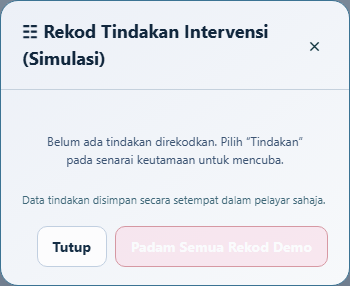 ☷ Rekod Tindakan Intervensi
(Simulasi)
×
Belum ada tindakan direkodkan. Pilih “Tindakan”
pada senarai keutamaan untuk mencuba.
Data tindakan disimpan secara setempat dalam pelayar sahaja.
Tutup
Padam Semua Rekod Demo